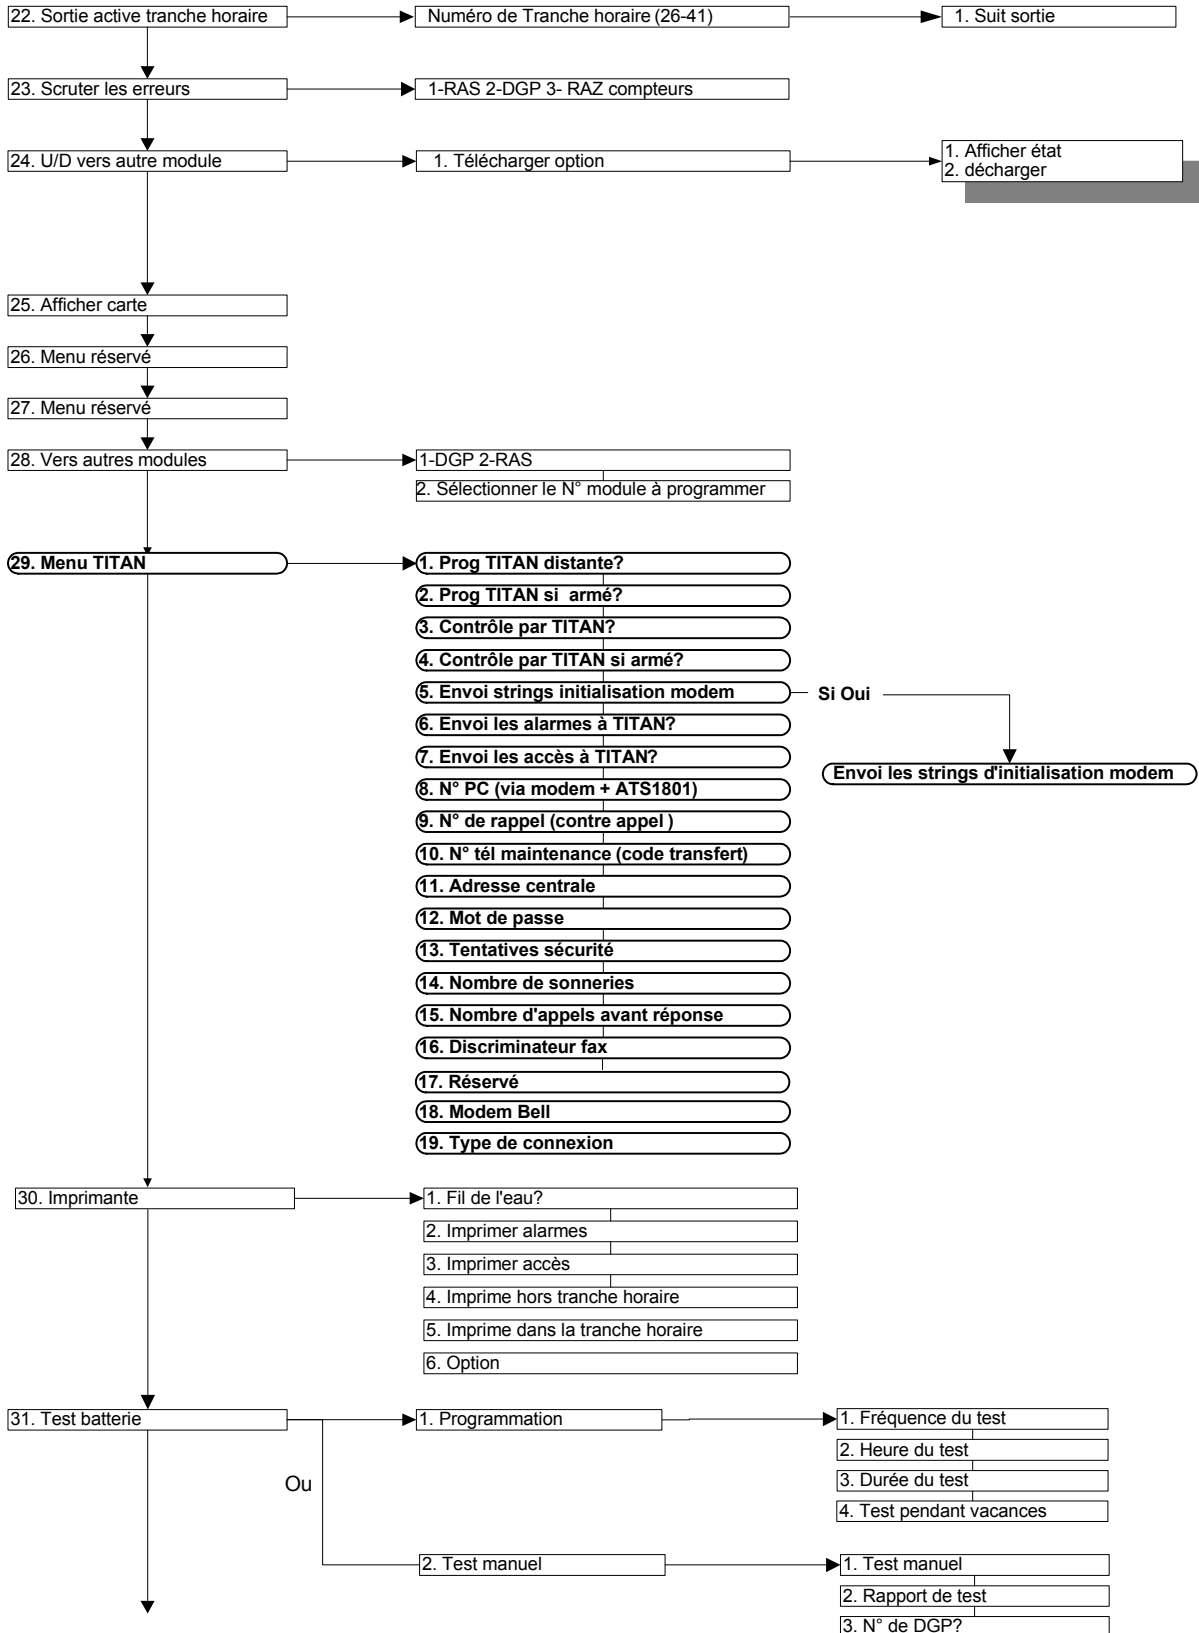 22. Sortie active tranche horaire
Numéro de Tranche horaire (26-41)
1. Suit sortie
23. Scruter les erreurs
1-RAS 2-DGP 3- RAZ compteurs
24. U/D vers autre module
1. Télécharger option
1. Afficher état
2. décharger
25. Afficher carte
26. Menu réservé
27. Menu réservé
28. Vers autres modules
1-DGP 2-RAS
2. Sélectionner le N° module à programmer
29. Menu TITAN
1. Prog TITAN distante?
2. Prog TITAN si armé?
3. Contrôle par TITAN?
4. Contrôle par TITAN si armé?
5. Envoi strings initialisation modem
Si Oui
Envoi les strings d'initialisation modem
6. Envoi les alarmes à TITAN?
7. Envoi les accès à TITAN?
8. N° PC (via modem + ATS1801)
9. N° de rappel (contre appel )
10. N° tél maintenance (code transfert)
11. Adresse centrale
12. Mot de passe
13. Tentatives sécurité
14. Nombre de sonneries
15. Nombre d'appels avant réponse
16. Discriminateur fax
17. Réservé
18. Modem Bell
19. Type de connexion
30. Imprimante
1. Fil de l'eau?
2. Imprimer alarmes
3. Imprimer accès
4. Imprime hors tranche horaire
5. Imprime dans la tranche horaire
6. Option
31. Test batterie
1. Programmation
1. Fréquence du test
2. Heure du test
3. Durée du test
4. Test pendant vacances
Ou
2. Test manuel
1. Test manuel
2. Rapport de test
3. N° de DGP?